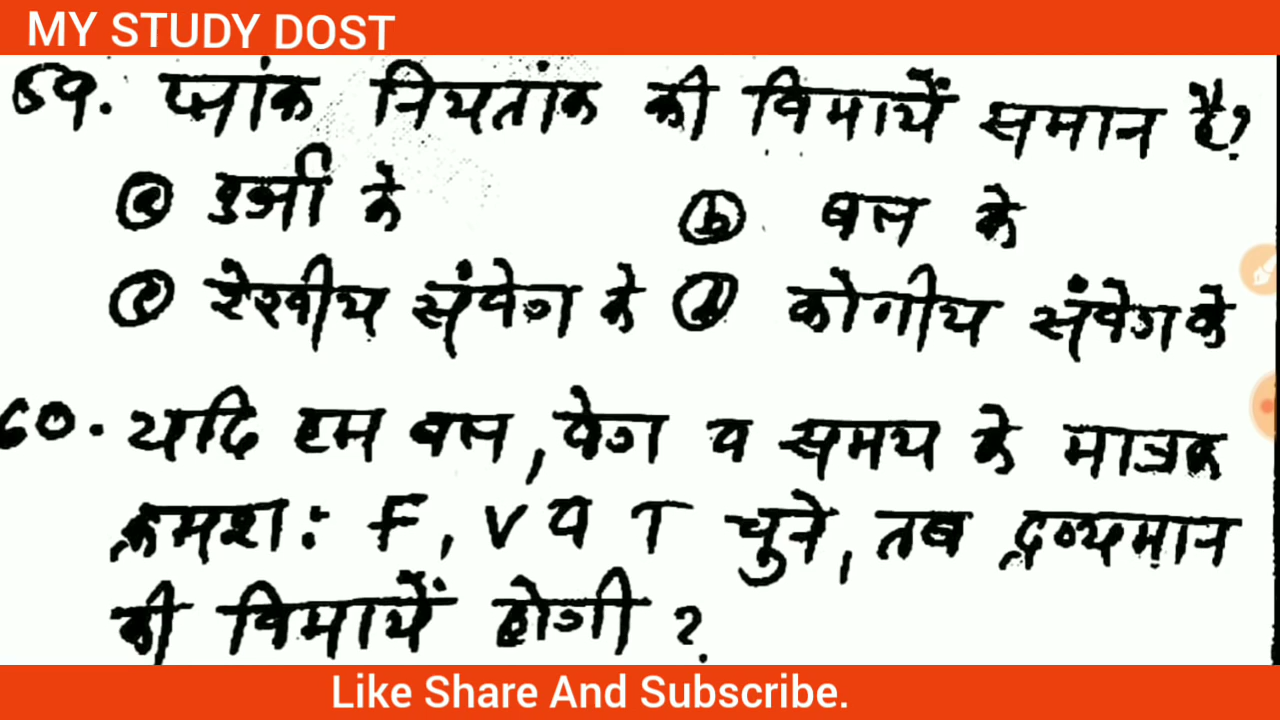 MY STUDY DOST
59. प्लांक नियतांक की विमायें समान है?
ⓐ उर्जा के ⓑ बल के
ⓒ रेखीय संवेग के ⓓ कोणीय संवेग के
60. यदि हम बल, वेग व समय के मात्रक
क्रमशः F, V व T चुने, तब द्रव्यमान
की विमायें होगी ?
Like Share And Subscribe.